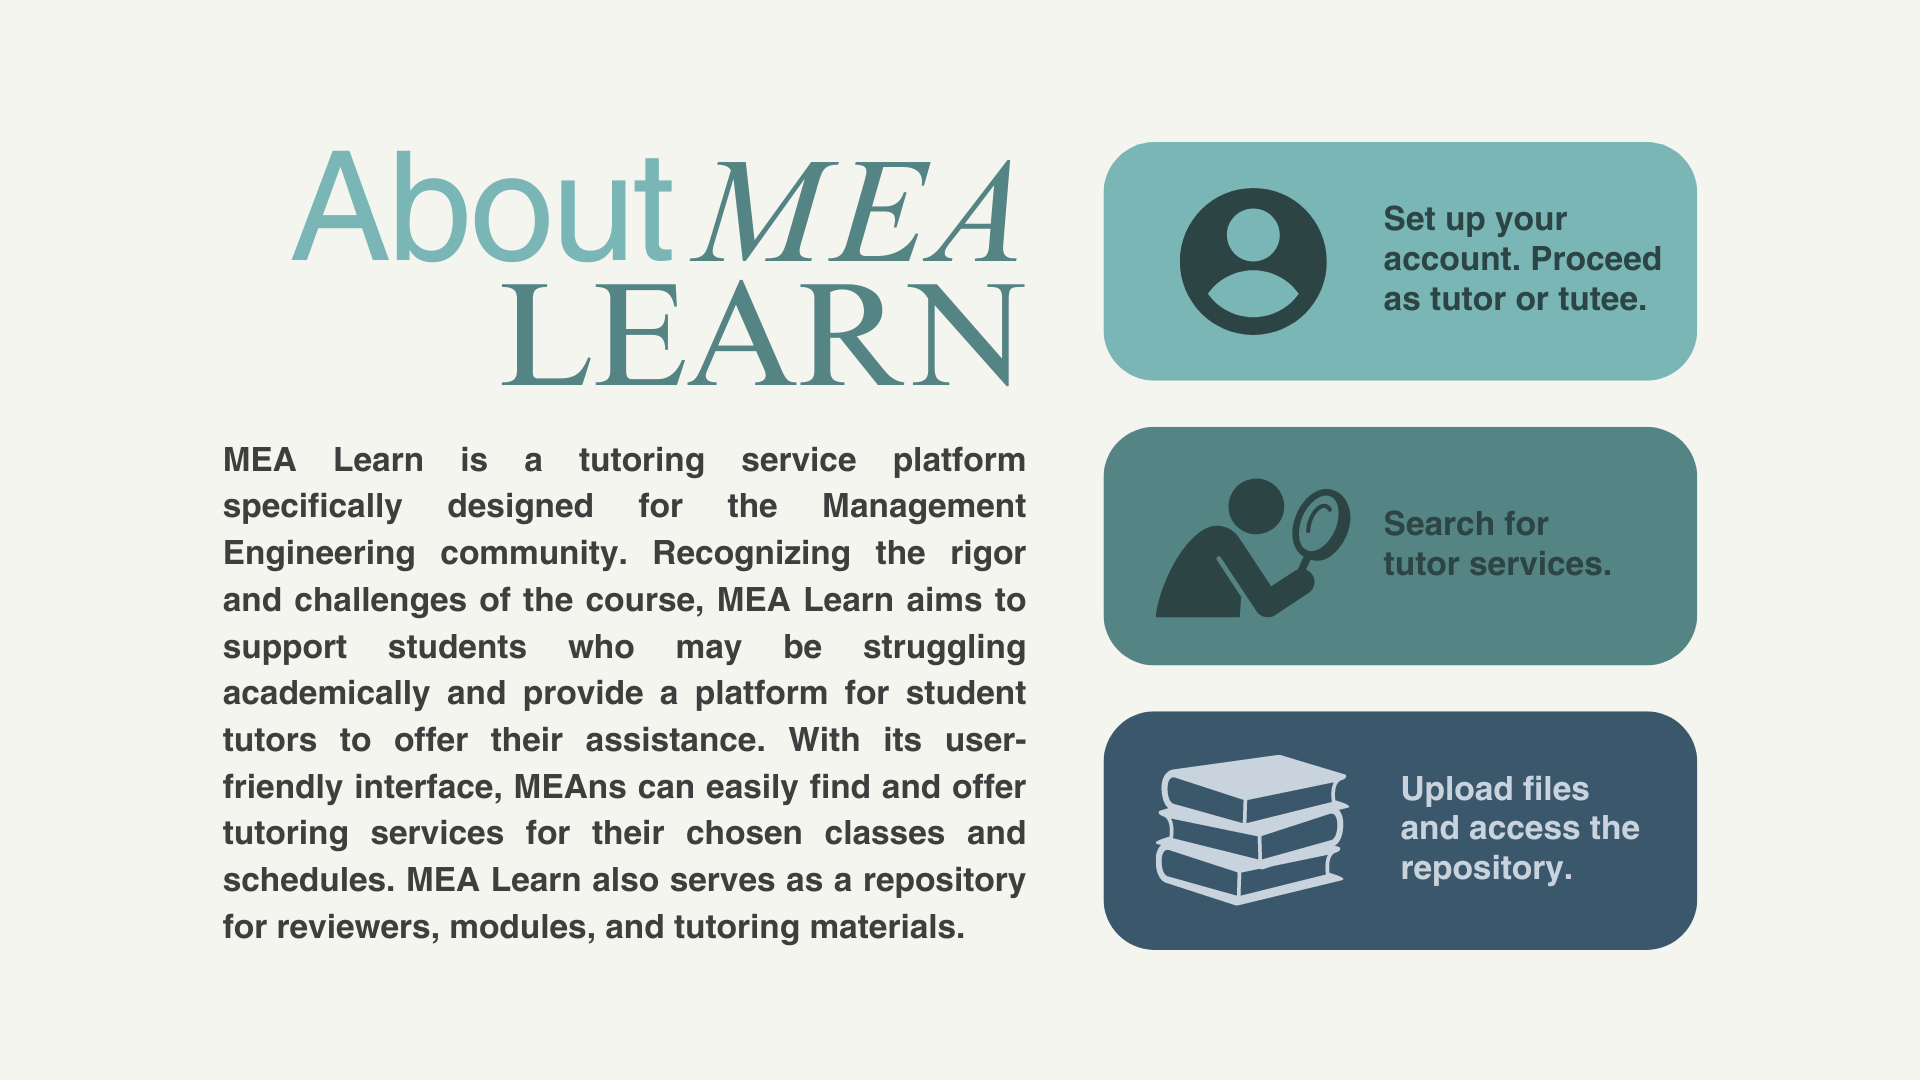 About MEA
LEARN
MEA Learn is a tutoring service platform
specifically designed for the Management
Engineering community. Recognizing the rigor
and challenges of the course, MEA Learn aims to
support students who may be struggling
academically and provide a platform for student
tutors to offer their assistance. With its user-
friendly interface, MEAns can easily find and offer
tutoring services for their chosen classes and
schedules. MEA Learn also serves as a repository
for reviewers, modules, and tutoring materials.
Set up your
account. Proceed
as tutor or tutee.
Search for
tutor services.
Upload files
and access the
repository.